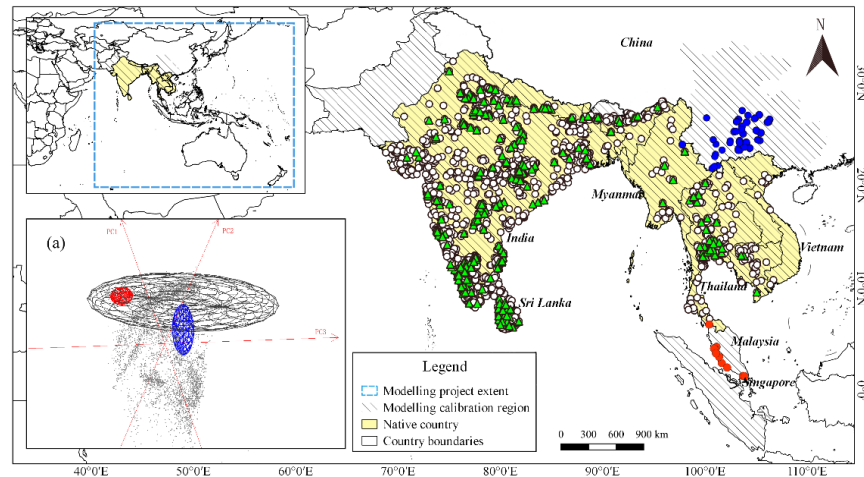 China
N
Myanmar
India
Vietnam
Thailand
Sri Lanka
Malaysia
Singapore
(a)
PC1
PC2
PC3
Legend
Modelling project extent
Modelling calibration region
Native country
Country boundaries
0 300 600 900 km
30°0'N
20°0'N
10°0'N
0°0'
40°0'E 50°0'E 60°0'E 70°0'E 80°0'E 90°0'E 100°0'E 110°0'E